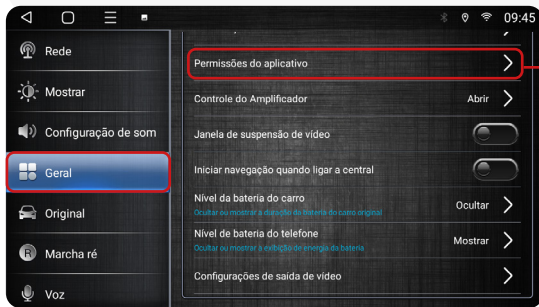 09:45
Rede
Mostrar
Configuração de som
Geral
Original
R Marcha ré
Voz
Permissões do aplicativo
Controle do Amplificador
Abrir
Janela de suspensão de vídeo
Iniciar navegação quando ligar a central
Nível da bateria do carro
Ocultar ou mostrar a duração da bateria do carro original
Ocultar
Nível de bateria do telefone
Ocultar ou mostrar a exibição de energia da bateria
Mostrar
Configurações de saída de vídeo